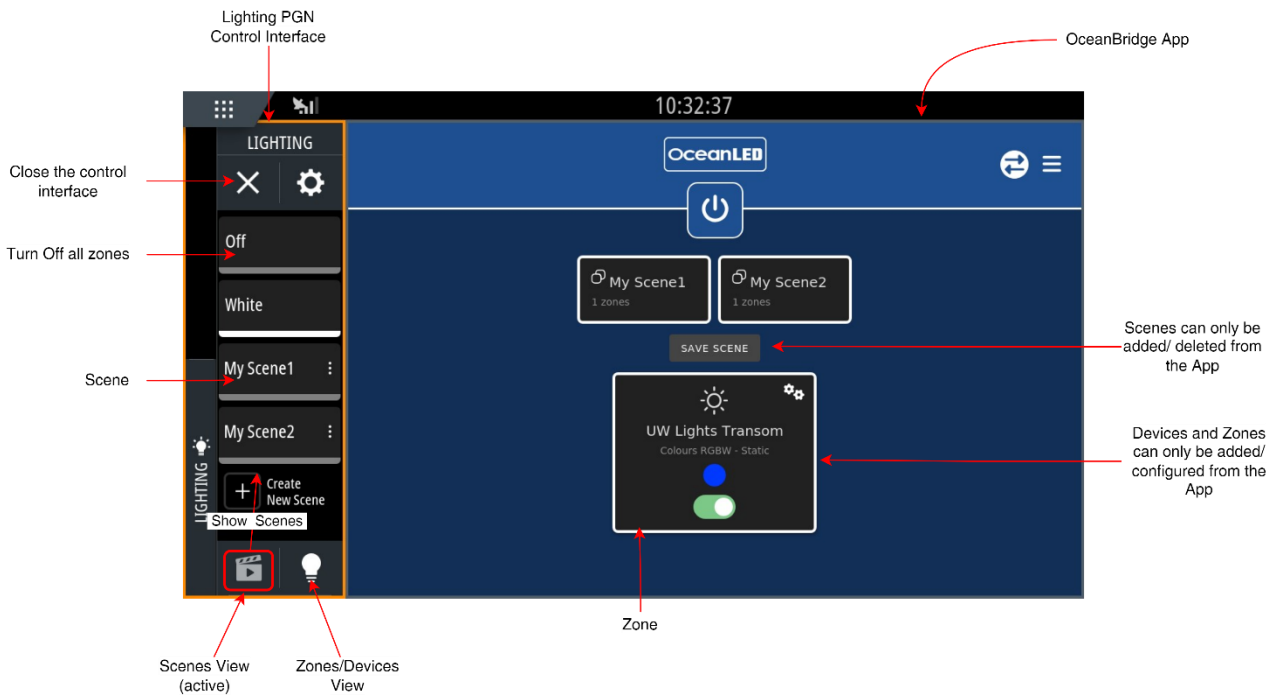 Lighting PGN
Control Interface
OceanBridge App
10:32:37
LIGHTING
OceanLED
Close the control
interface
Off
Turn Off all zones
White
My Scene1
1 zones
My Scene2
1 zones
SAVE SCENE
Scenes can only be
added/ deleted from
the App
Scene
My Scene1
My Scene2
UW Lights Transom
Colours RGBW - Static
Devices and Zones
can only be added/
configured from the
App
LIGHTING
Create
New Scene
Show Scenes
Zone
Scenes View
(active)
Zones/Devices
View